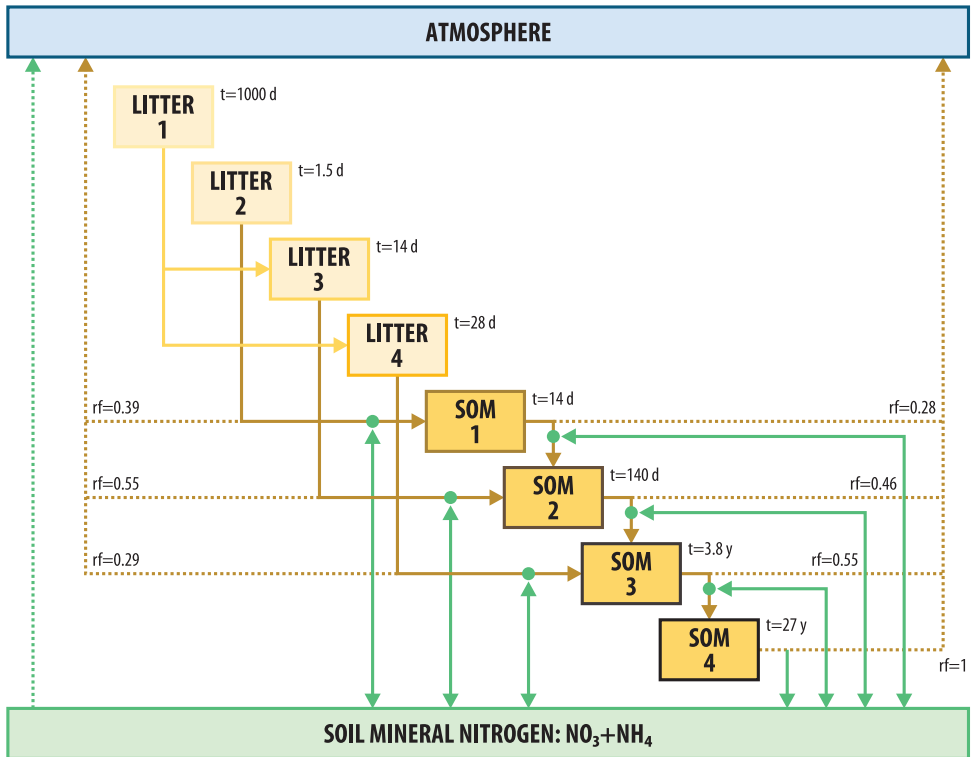 ATMOSPHERE
LITTER
1
t=1000 d
LITTER
2
t=1.5 d
LITTER
3
t=14 d
LITTER
4
t=28 d
rf=0.39
SOM
1
t=14 d
rf=0.28
rf=0.55
SOM
2
t=140 d
rf=0.46
rf=0.29
SOM
3
t=3.8 y
rf=0.55
SOM
4
t=27 y
rf=1
SOIL MINERAL NITROGEN: NO₃+NH₄